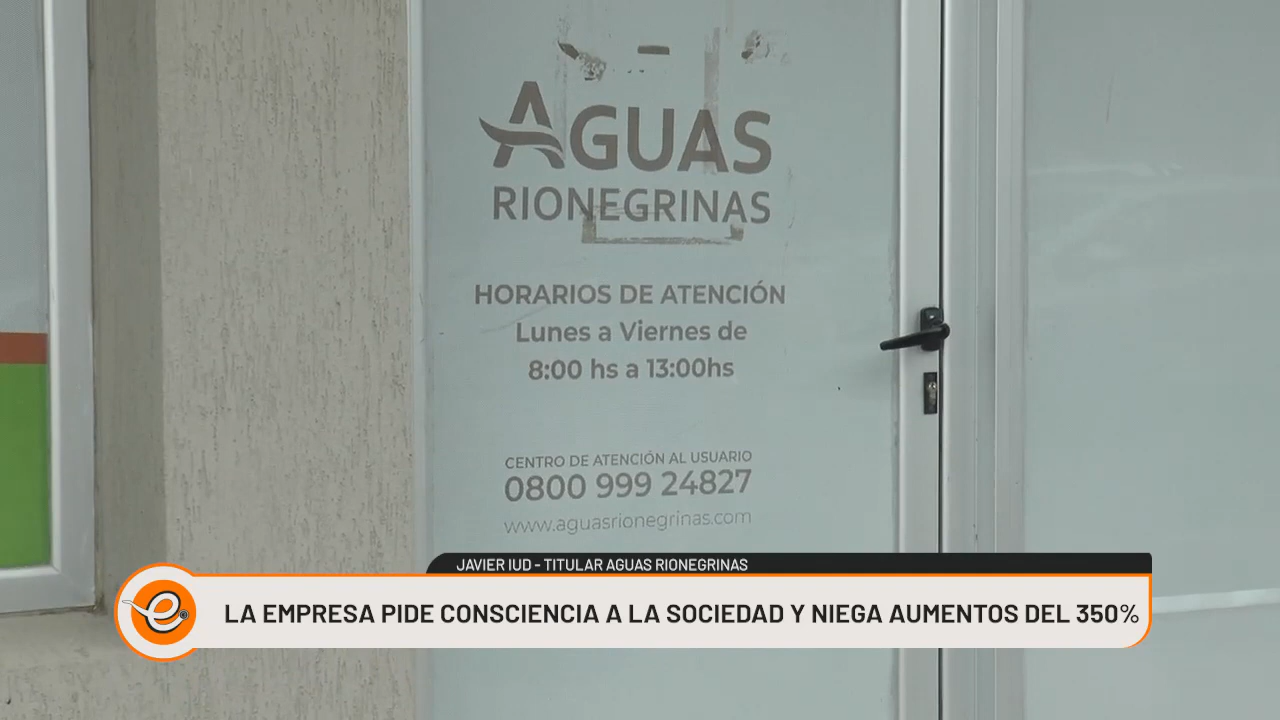 AGUAS
RIONEGRINAS
HORARIOS DE ATENCIÓN
Lunes a Viernes de
8:00 hs a 13:00hs
CENTRO DE ATENCIÓN AL USUARIO
0800 999 24827
www.aguasrionegrinas.com
JAVIER IUD - TITULAR AGUAS RIONEGRINAS
e
LA EMPRESA PIDE CONSCIENCIA A LA SOCIEDAD Y NIEGA AUMENTOS DEL 350%